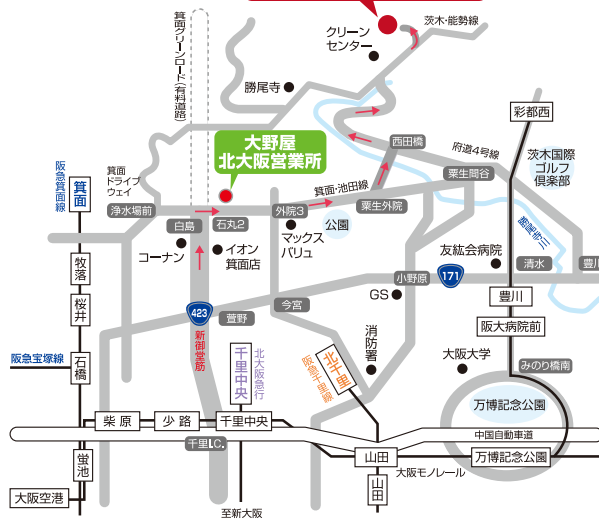 茨木・能勢線
クリーン
センター
箕面グリーンロード(有料道路)
勝尾寺
彩都西
大野屋
北大阪営業所
西田橋
府道4号線
茨木国際
ゴルフ
倶楽部
箕面
ドライブ
ウェイ
阪急箕面線
箕面
粟生間谷
箕面・池田線
浄水場前
白島
石丸2
外院3
粟生外院
公園
勝尾寺川
コーナン
イオン
箕面店
マックス
バリュ
友紘会病院
清水
豊川
牧落
小野原
171
GS
豊川
桜井
423
萱野
今宮
阪大病院前
新御堂筋
消防署
阪急宝塚線
石橋
北大阪急行
千里中央
阪急千里線
北千里
大阪大学
みのり橋南
万博記念公園
柴原
少路
千里中央
千里I.C.
中国自動車道
蛍池
山田
万博記念公園
大阪モノレール
大阪空港
山田
至新大阪